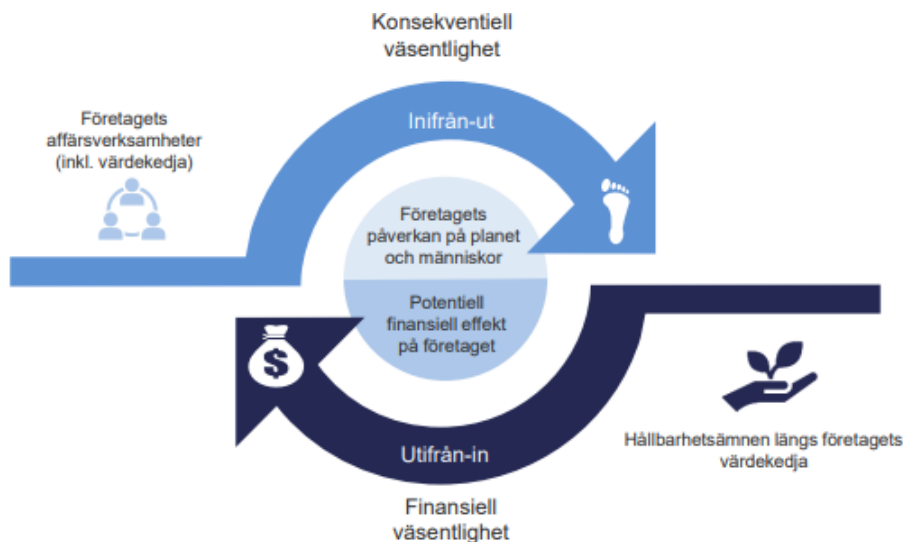 Konsekventiell
väsentlighet
Inifrån-ut
Företagets
affärsverksamheter
(inkl. värdekedja)
Företagets
påverkan på planet
och människor
Potentiell
finansiell effekt
på företaget
$
Utifrån-in
Hållbarhetsämnen längs företagets
värdekedja
Finansiell
väsentlighet